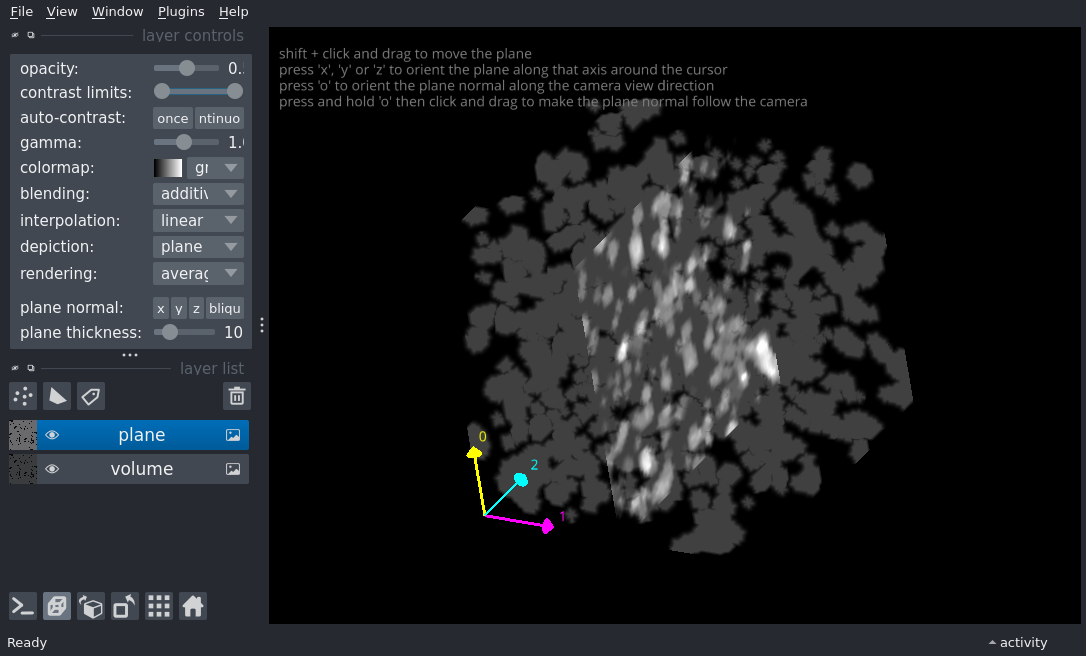 File View Window Plugins Help
layer controls
opacity: 0.
contrast limits:
auto-contrast: once ntinuo
gamma: 1.
colormap: gr
blending: additiv
interpolation: linear
depiction: plane
rendering: averag
plane normal: x y z bliqu
plane thickness: 10
layer list
plane
volume
shift + click and drag to move the plane
press 'x', 'y' or 'z' to orient the plane along that axis around the cursor
press 'o' to orient the plane normal along the camera view direction
press and hold 'o' then click and drag to make the plane normal follow the camera
0
2
1
Ready
activity